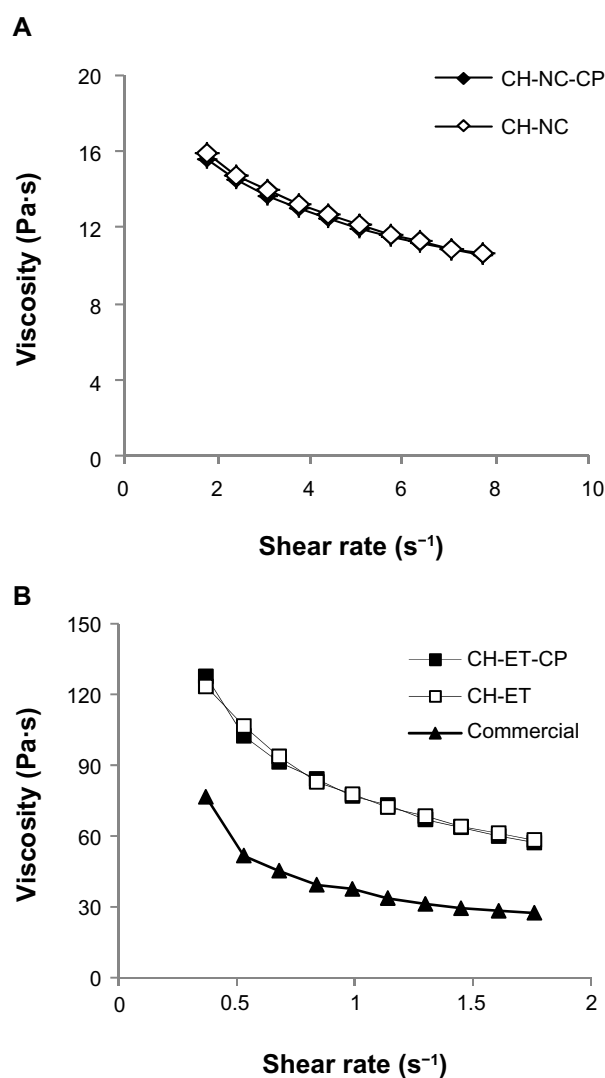 A
20
16
12
8
4
0
0 2 4 6 8 10
Viscosity (Pa·s)
Shear rate (s⁻¹)
CH-NC-CP
CH-NC
B
150
120
90
60
30
0
0 0.5 1 1.5 2
Viscosity (Pa·s)
Shear rate (s⁻¹)
CH-ET-CP
CH-ET
Commercial